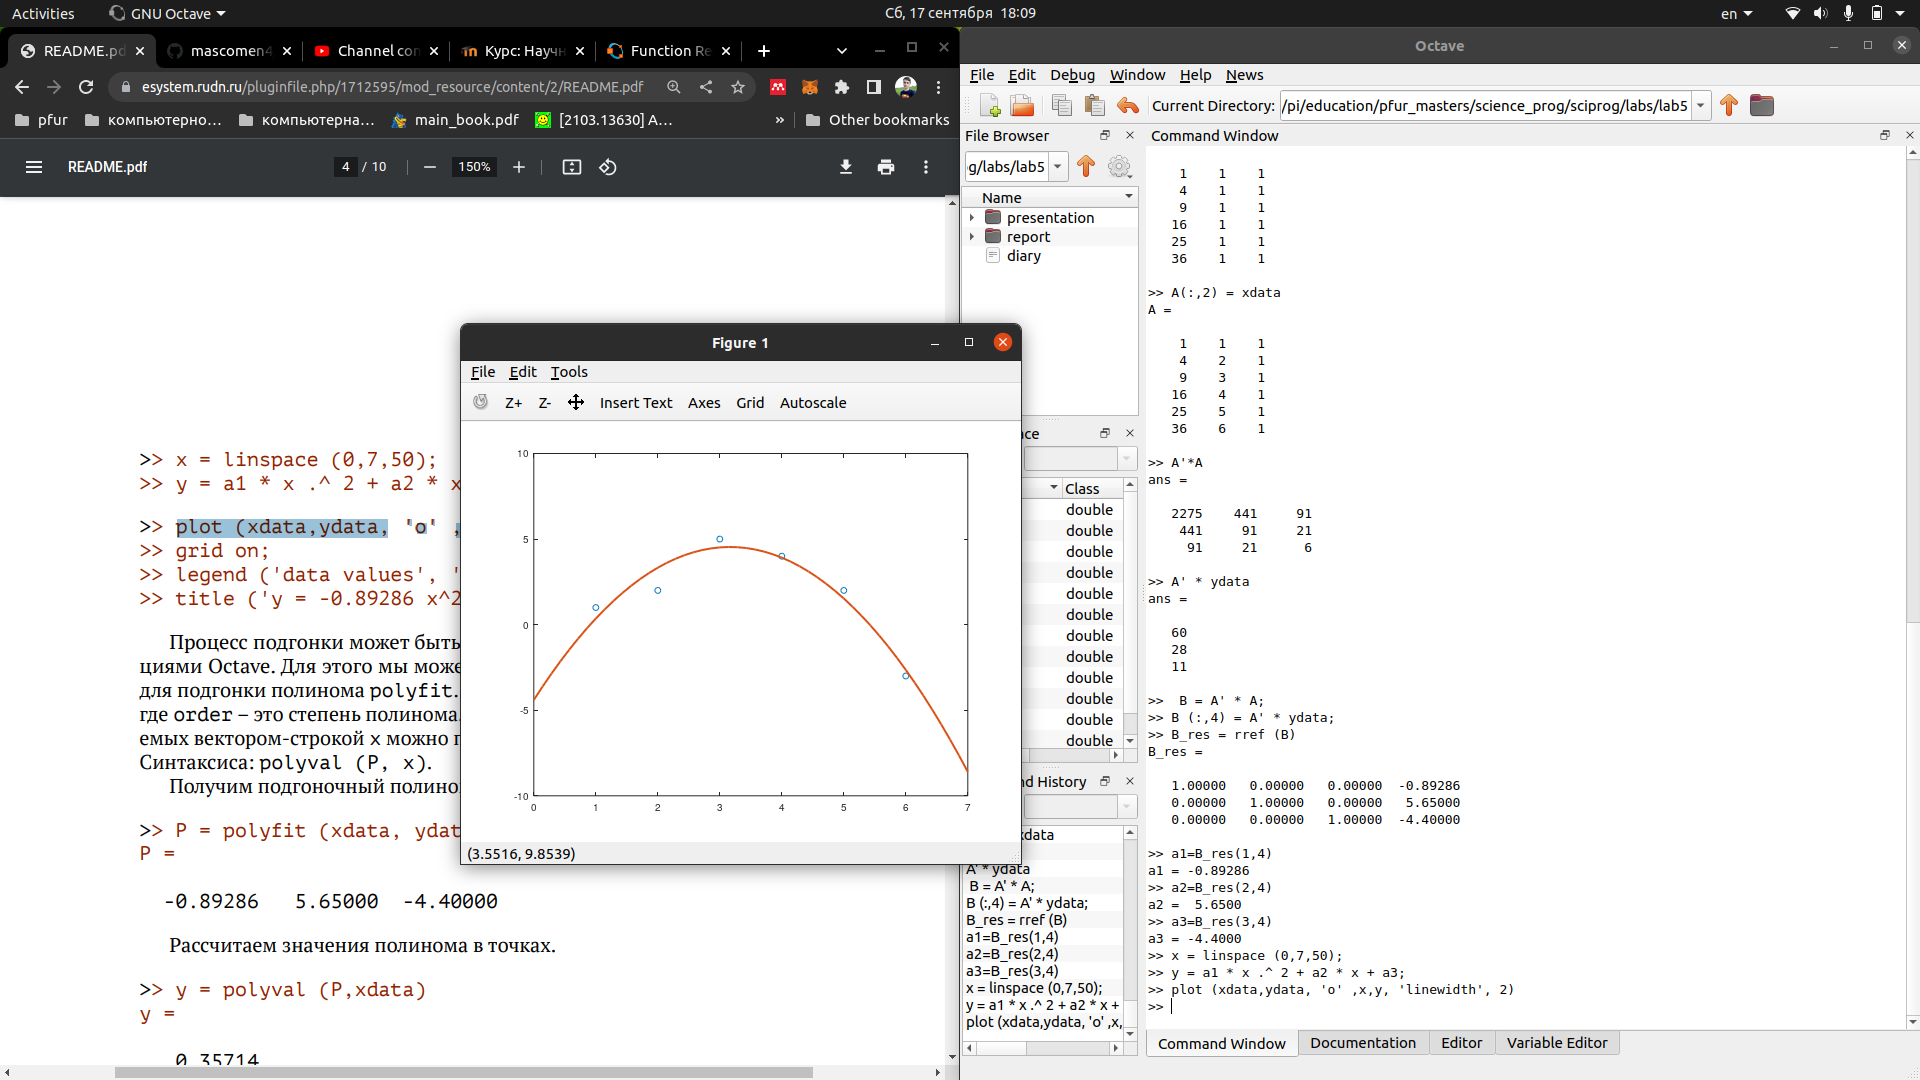 Activities
GNU Octave
Сб, 17 сентября 18:09
en
README.pd
mascomen4
Channel con
Курс: Научн
Function Re
esystem.rudn.ru/pluginfile.php/1712595/mod_resource/content/2/README.pdf
pfur
компьютерно...
компьютерна...
main_book.pdf
[2103.13630] A...
»
Other bookmarks
README.pdf
4 / 10
150%
>> x = linspace (0,7,50);
>> y = a1 * x .^ 2 + a2 * x
>> plot (xdata,ydata, 'o' ,
>> grid on;
>> legend ('data values', '
>> title ('y = -0.89286 x^2
Процесс подгонки может быть
циями Octave. Для этого мы може
для подгонки полинома polyfit.
где order – это степень полинома.
емых вектором-строкой x можно п
Синтаксиса: polyval (P, x).
Получим подгоночный полино
>> P = polyfit (xdata, ydat
P =
-0.89286 5.65000 -4.40000
Рассчитаем значения полинома в точках.
>> y = polyval (P,xdata)
y =
0.35714
Figure 1
File Edit Tools
Z+ Z- Insert Text Axes Grid Autoscale
10
5
0
-5
-10
0 1 2 3 4 5 6 7
(3.5516, 9.8539)
Octave
File Edit Debug Window Help News
Current Directory: /pi/education/pfur_masters/science_prog/sciprog/labs/lab5
File Browser
g/labs/lab5
Name
presentation
report
diary
ce
Class
double
double
double
double
double
double
double
double
double
double
double
double
nd History
xdata
A' * ydata
B = A' * A;
B (:,4) = A' * ydata;
B_res = rref (B)
a1=B_res(1,4)
a2=B_res(2,4)
a3=B_res(3,4)
x = linspace (0,7,50);
y = a1 * x .^ 2 + a2 * x +
plot (xdata,ydata, 'o' ,x,
Command Window
1 1 1
4 1 1
9 1 1
16 1 1
25 1 1
36 1 1
>> A(:,2) = xdata
A =
1 1 1
4 2 1
9 3 1
16 4 1
25 5 1
36 6 1
>> A'*A
ans =
2275 441 91
441 91 21
91 21 6
>> A' * ydata
ans =
60
28
11
>> B = A' * A;
>> B (:,4) = A' * ydata;
>> B_res = rref (B)
B_res =
1.00000 0.00000 0.00000 -0.89286
0.00000 1.00000 0.00000 5.65000
0.00000 0.00000 1.00000 -4.40000
>> a1=B_res(1,4)
a1 = -0.89286
>> a2=B_res(2,4)
a2 = 5.6500
>> a3=B_res(3,4)
a3 = -4.4000
>> x = linspace (0,7,50);
>> y = a1 * x .^ 2 + a2 * x + a3;
>> plot (xdata,ydata, 'o' ,x,y, 'linewidth', 2)
>>
Command Window Documentation Editor Variable Editor